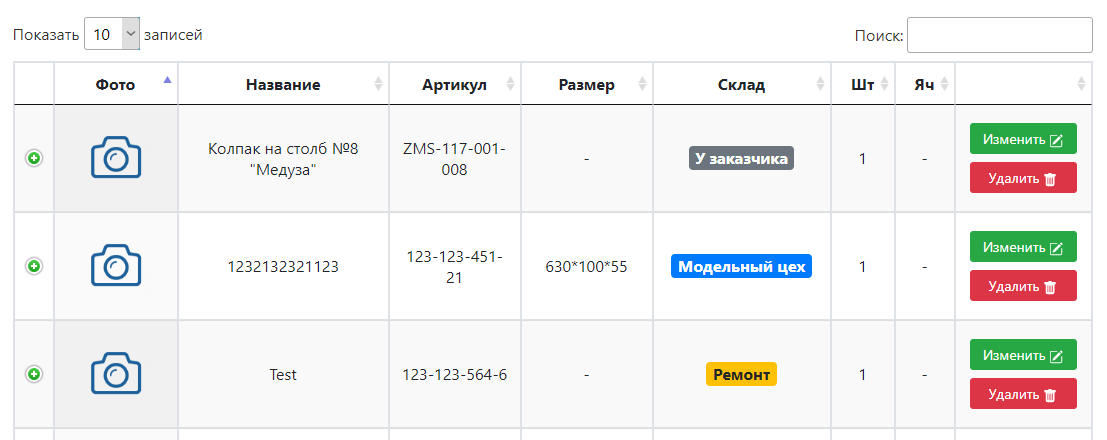 Показать 10 записей Поиск:
Фото Название Артикул Размер Склад Шт Яч
Колпак на столб №8 "Медуза" ZMS-117-001-008 - У заказчика 1 - Изменить Удалить
1232132321123 123-123-451-21 630*100*55 Модельный цех 1 - Изменить Удалить
Test 123-123-564-6 - Ремонт 1 - Изменить Удалить